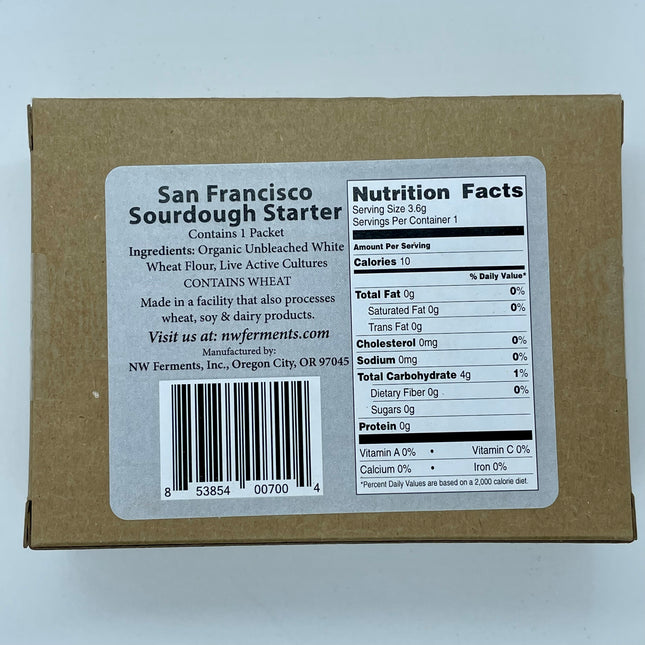 San Francisco
Sourdough Starter
Contains 1 Packet
Ingredients: Organic Unbleached White
Wheat Flour, Live Active Cultures
CONTAINS WHEAT
Made in a facility that also processes
wheat, soy & dairy products.
Visit us at: nwferments.com
Manufactured by:
NW Ferments, Inc., Oregon City, OR 97045
8 53854 00700 4
Nutrition Facts
Serving Size 3.6g
Servings Per Container 1
Amount Per Serving
Calories 10
% Daily Value*
Total Fat 0g 0%
Saturated Fat 0g 0%
Trans Fat 0g
Cholesterol 0mg 0%
Sodium 0mg 0%
Total Carbohydrate 4g 1%
Dietary Fiber 0g 0%
Sugars 0g
Protein 0g
Vitamin A 0% • Vitamin C 0%
Calcium 0% • Iron 0%
*Percent Daily Values are based on a 2,000 calorie diet.